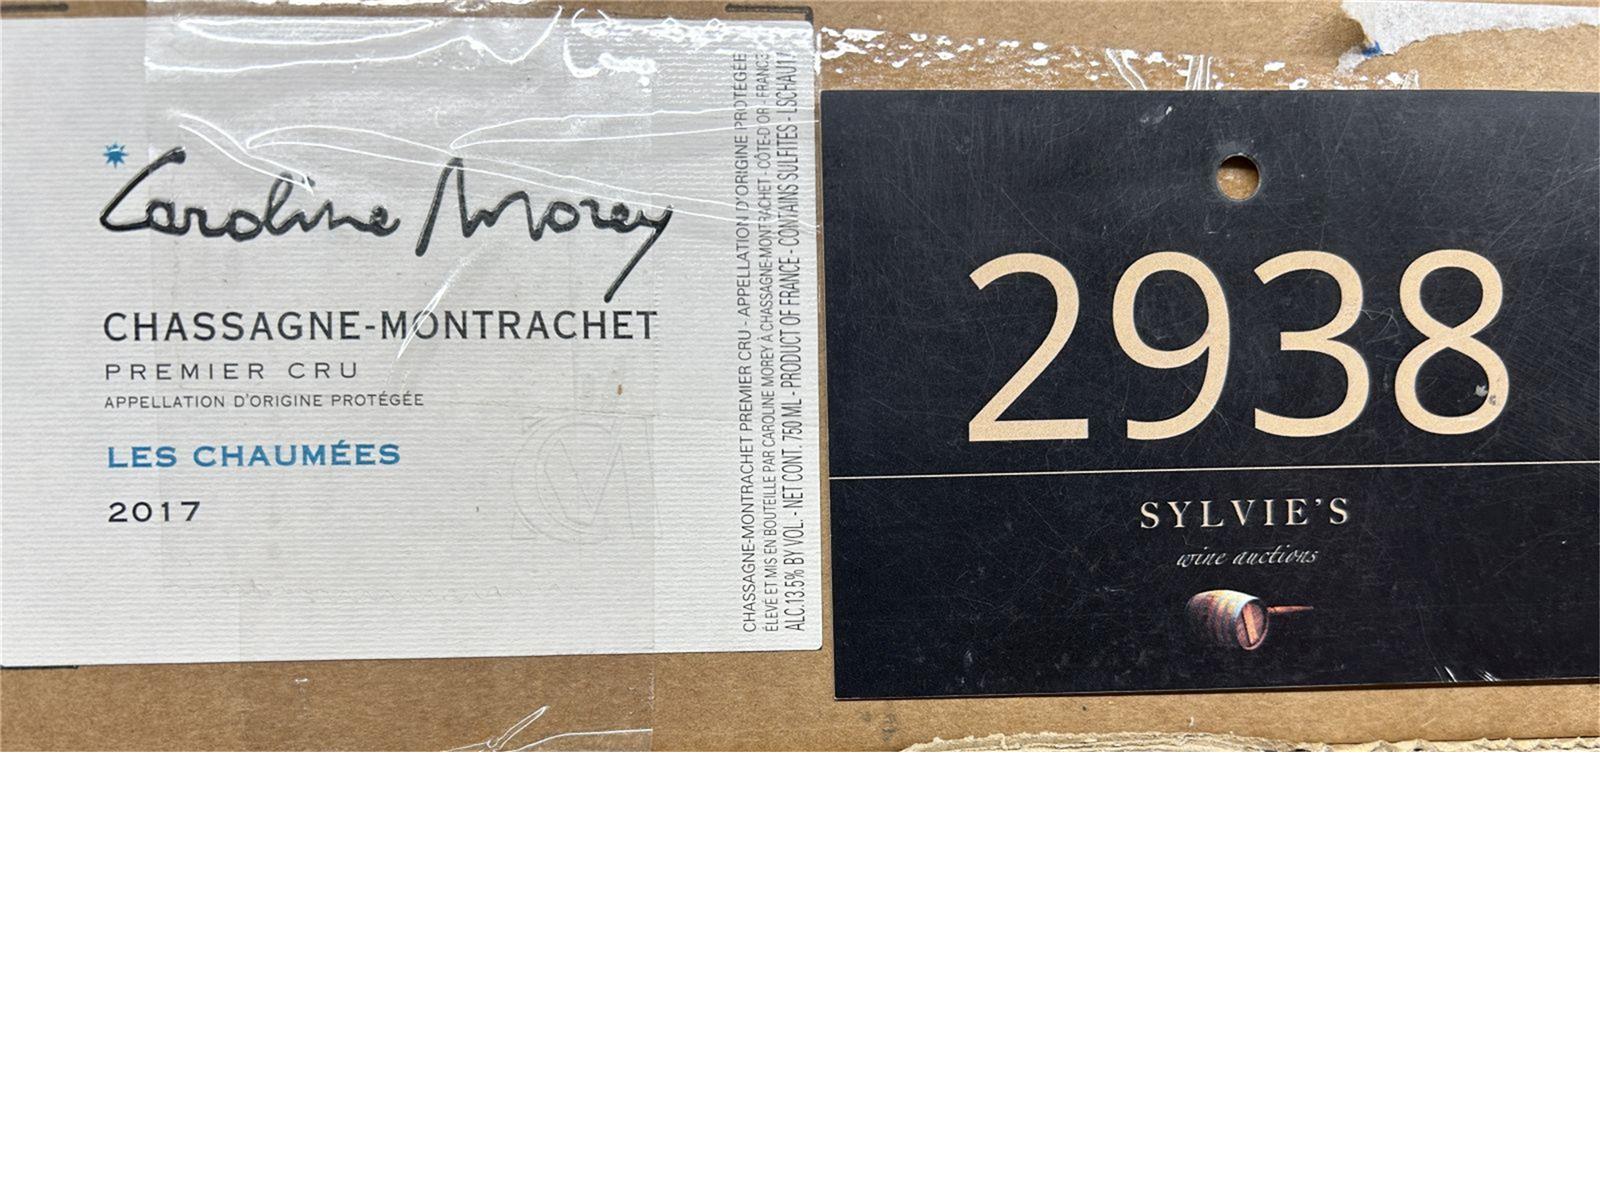 Caroline Morey
CHASSAGNE-MONTRACHET
PREMIER CRU
APPELLATION D'ORIGINE PROTÉGÉE
LES CHAUMÉES
2017
CHASSAGNE-MONTRACHET PREMIER CRU - APPELLATION D'ORIGINE PROTÉGÉE
ÉLEVÉ ET MIS EN BOUTEILLE PAR CAROLINE MOREY À CHASSAGNE-MONTRACHET - CÔTE-D'OR - FRANCE
ALC.13.5% BY VOL. - NET CONT. 750 ML - PRODUCT OF FRANCE - CONTAINS SULFITES - LSCHAU17
2938
SYLVIE'S
wine auctions